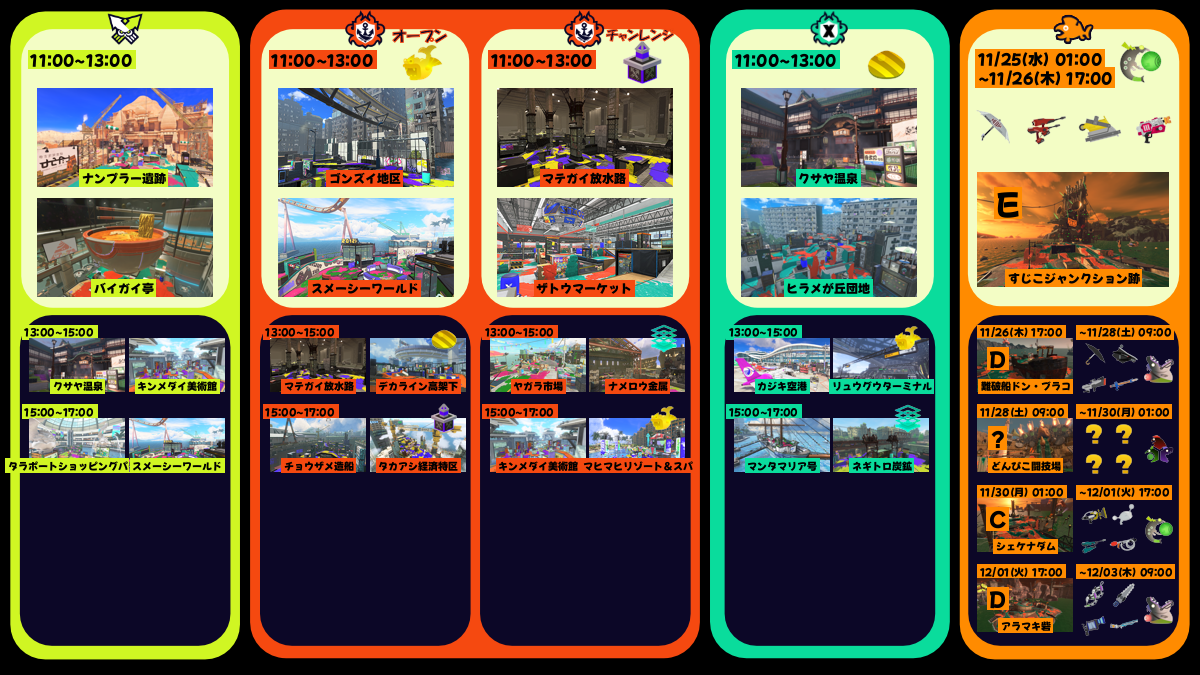 11:00~13:00
ナンプラー遺跡
バイガイ亭
13:00~15:00
クサヤ温泉
キンメダイ美術館
15:00~17:00
タラポートショッピングパ
スメーシーワールド
オープン
11:00~13:00
ゴンズイ地区
スメーシーワールド
13:00~15:00
マテガイ放水路
デカライン高架下
15:00~17:00
チョウザメ造船
タカアシ経済特区
チャンレンジ
11:00~13:00
マテガイ放水路
ザトウマーケット
13:00~15:00
ヤガラ市場
ナメロウ金属
15:00~17:00
キンメダイ美術館
マヒマヒリゾート&スパ
X
11:00~13:00
クサヤ温泉
ヒラメが丘団地
13:00~15:00
カジキ空港
リュウグウターミナル
15:00~17:00
マンタマリア号
ネギトロ炭鉱
11/25(水) 01:00
~11/26(木) 17:00
E
すじこジャンクション跡
11/26(木) 17:00
~11/28(土) 09:00
D
難破船ドン・ブラコ
11/28(土) 09:00
~11/30(月) 01:00
?
? ?
? ?
どんぴこ闘技場
11/30(月) 01:00
~12/01(火) 17:00
C
シェケナダム
12/01(火) 17:00
~12/03(木) 09:00
D
アラマキ砦